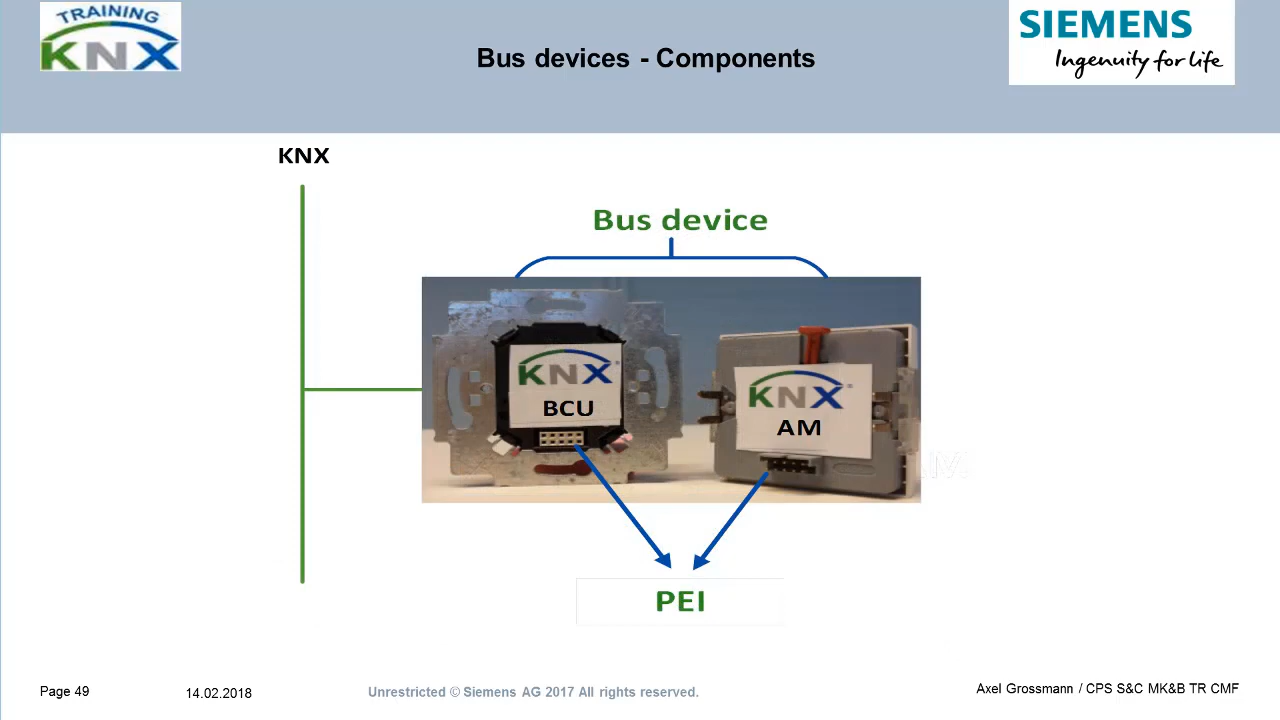 TRAINING
KNX
Bus devices - Components
SIEMENS
Ingenuity for life
KNX
Bus device
KNX
BCU
KNX
AM
PEI
Page 49
14.02.2018
Unrestricted © Siemens AG 2017 All rights reserved.
Axel Grossmann / CPS S&C MK&B TR CMF